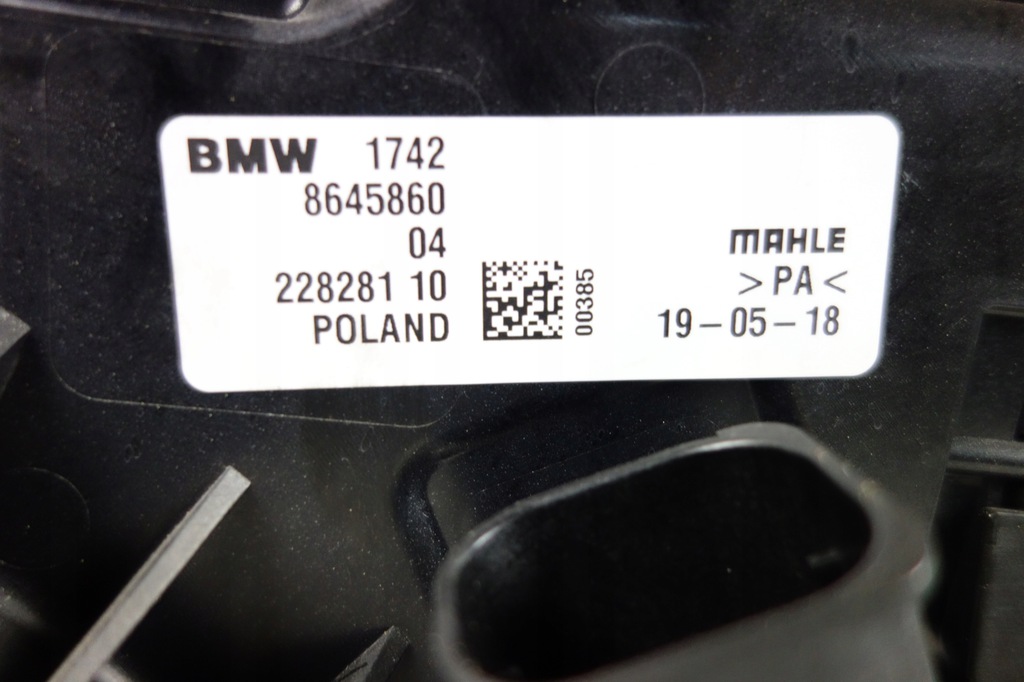 BMW 1742
8645860
04
228281 10
POLAND
00385
MAHLE
>PA<
19-05-18